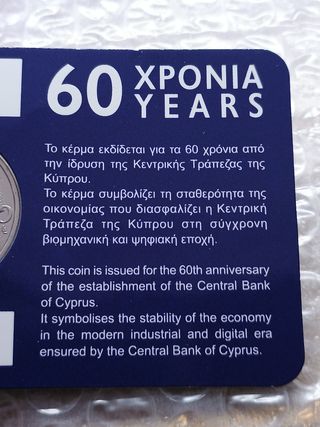 60 ΧΡΟΝΙΑ
YEARS
Το κέρμα εκδίδεται για τα 60 χρόνια από
την ίδρυση της Κεντρικής Τράπεζας της
Κύπρου.
Το κέρμα συμβολίζει τη σταθερότητα της
οικονομίας που διασφαλίζει η Κεντρική
Τράπεζα της Κύπρου στη σύγχρονη
βιομηχανική και ψηφιακή εποχή.
This coin is issued for the 60th anniversary
of the establishment of the Central Bank
of Cyprus.
It symbolises the stability of the economy
in the modern industrial and digital era
ensured by the Central Bank of Cyprus.